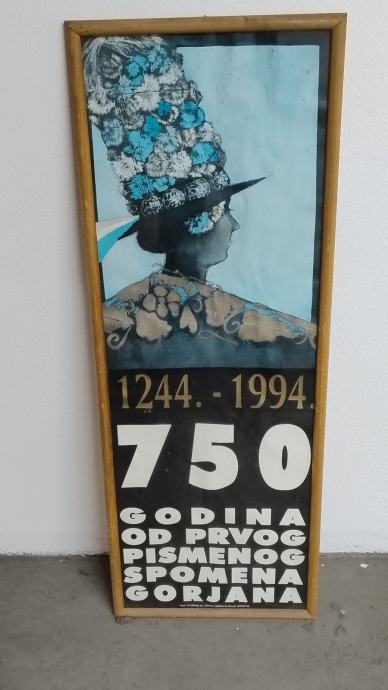 1244. - 1994.
750
GODINA
OD PRVOG
PISMENOG
SPOMENA
GORJANA